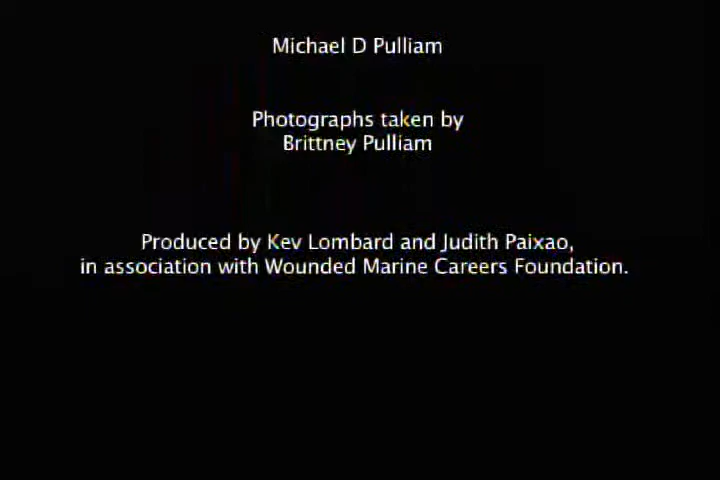 Michael D Pulliam
Photographs taken by
Brittney Pulliam
Produced by Kev Lombard and Judith Paixao,
in association with Wounded Marine Careers Foundation.